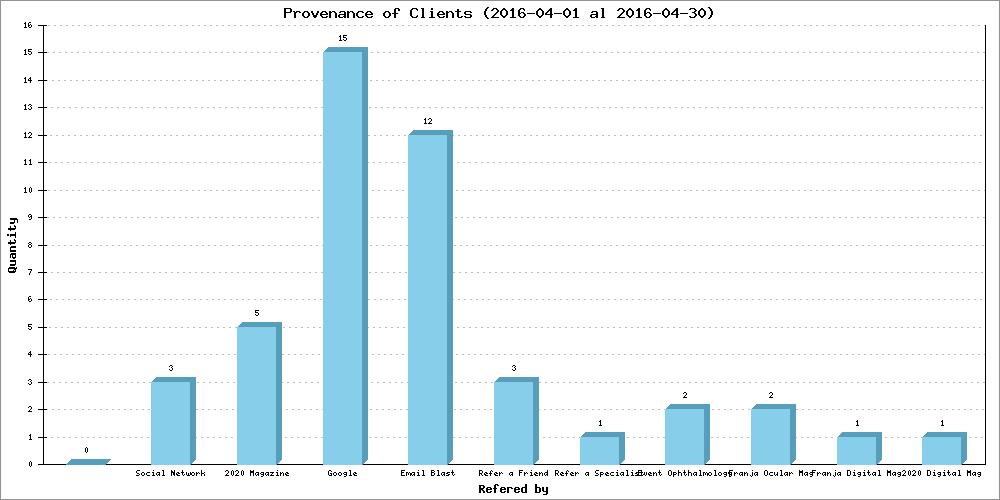 Provenance of Clients (2016-04-01 al 2016-04-30)
16
15
14
13
12
11
10
9
8
7
6
5
4
3
2
1
0
Quantity
0
3
5
15
12
3
1
2
2
1
1
Social Network
2020 Magazine
Google
Email Blast
Refer a Friend
Refer a Specialist
Event Ophthalmology
Franja Ocular Mag
Franja Digital Mag
2020 Digital Mag
Refered by